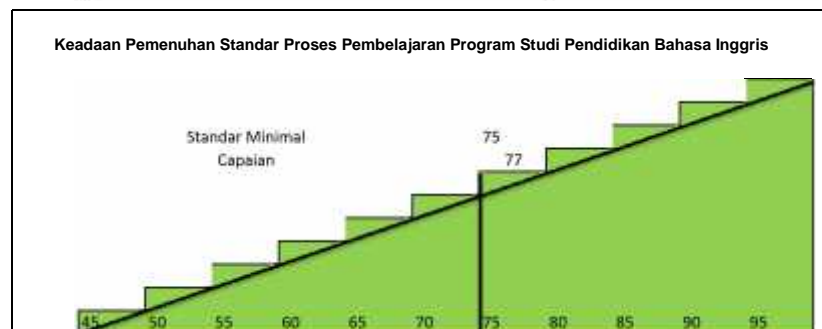 Keadaan Pemenuhan Standar Proses Pembelajaran Program Studi Pendidikan Bahasa Inggris
Standar Minimal 75
Capaian 77
45 50 55 60 65 70 75 80 85 90 95